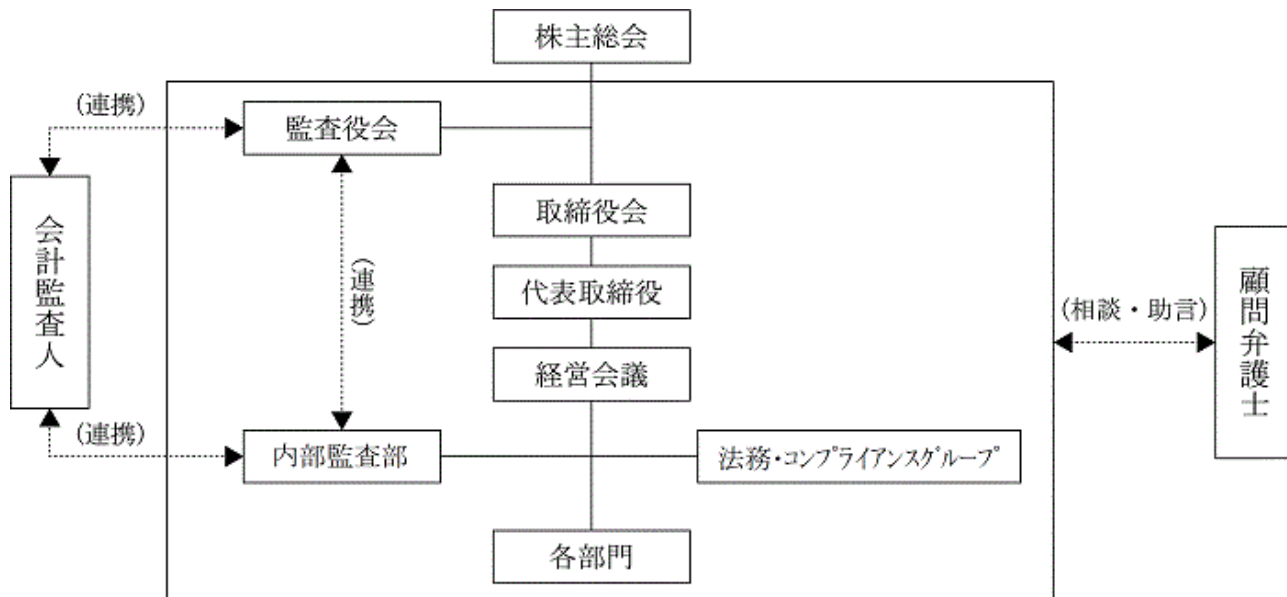 株主総会
(連携)
監査役会
取締役会
会計監査人
(連携)
代表取締役
(相談・助言)
顧問弁護士
経営会議
(連携)
内部監査部
法務・コンプライアンスグループ
各部門